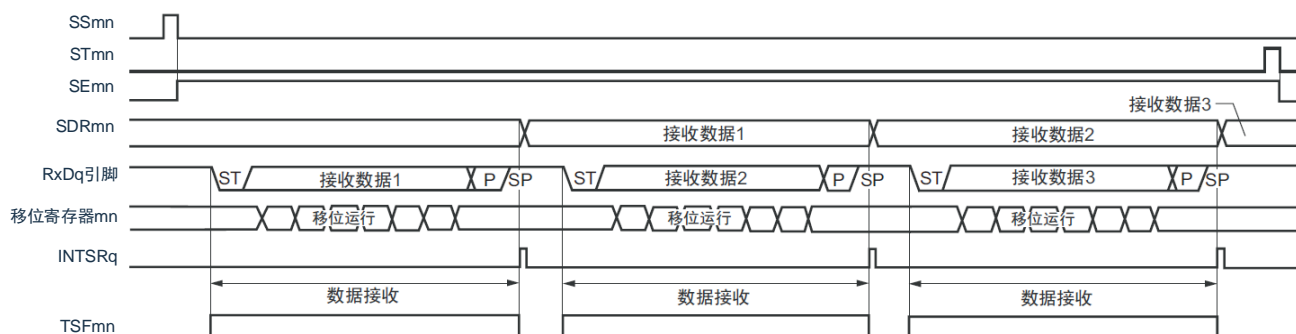 SSmn
STmn
SEmn
接收数据3
SDRmn 接收数据1 接收数据2
RxDq引脚 ST 接收数据1 P SP ST 接收数据2 P SP ST 接收数据3 P SP
移位寄存器mn 移位运行 移位运行 移位运行
INTSRq
数据接收 数据接收 数据接收
TSFmn